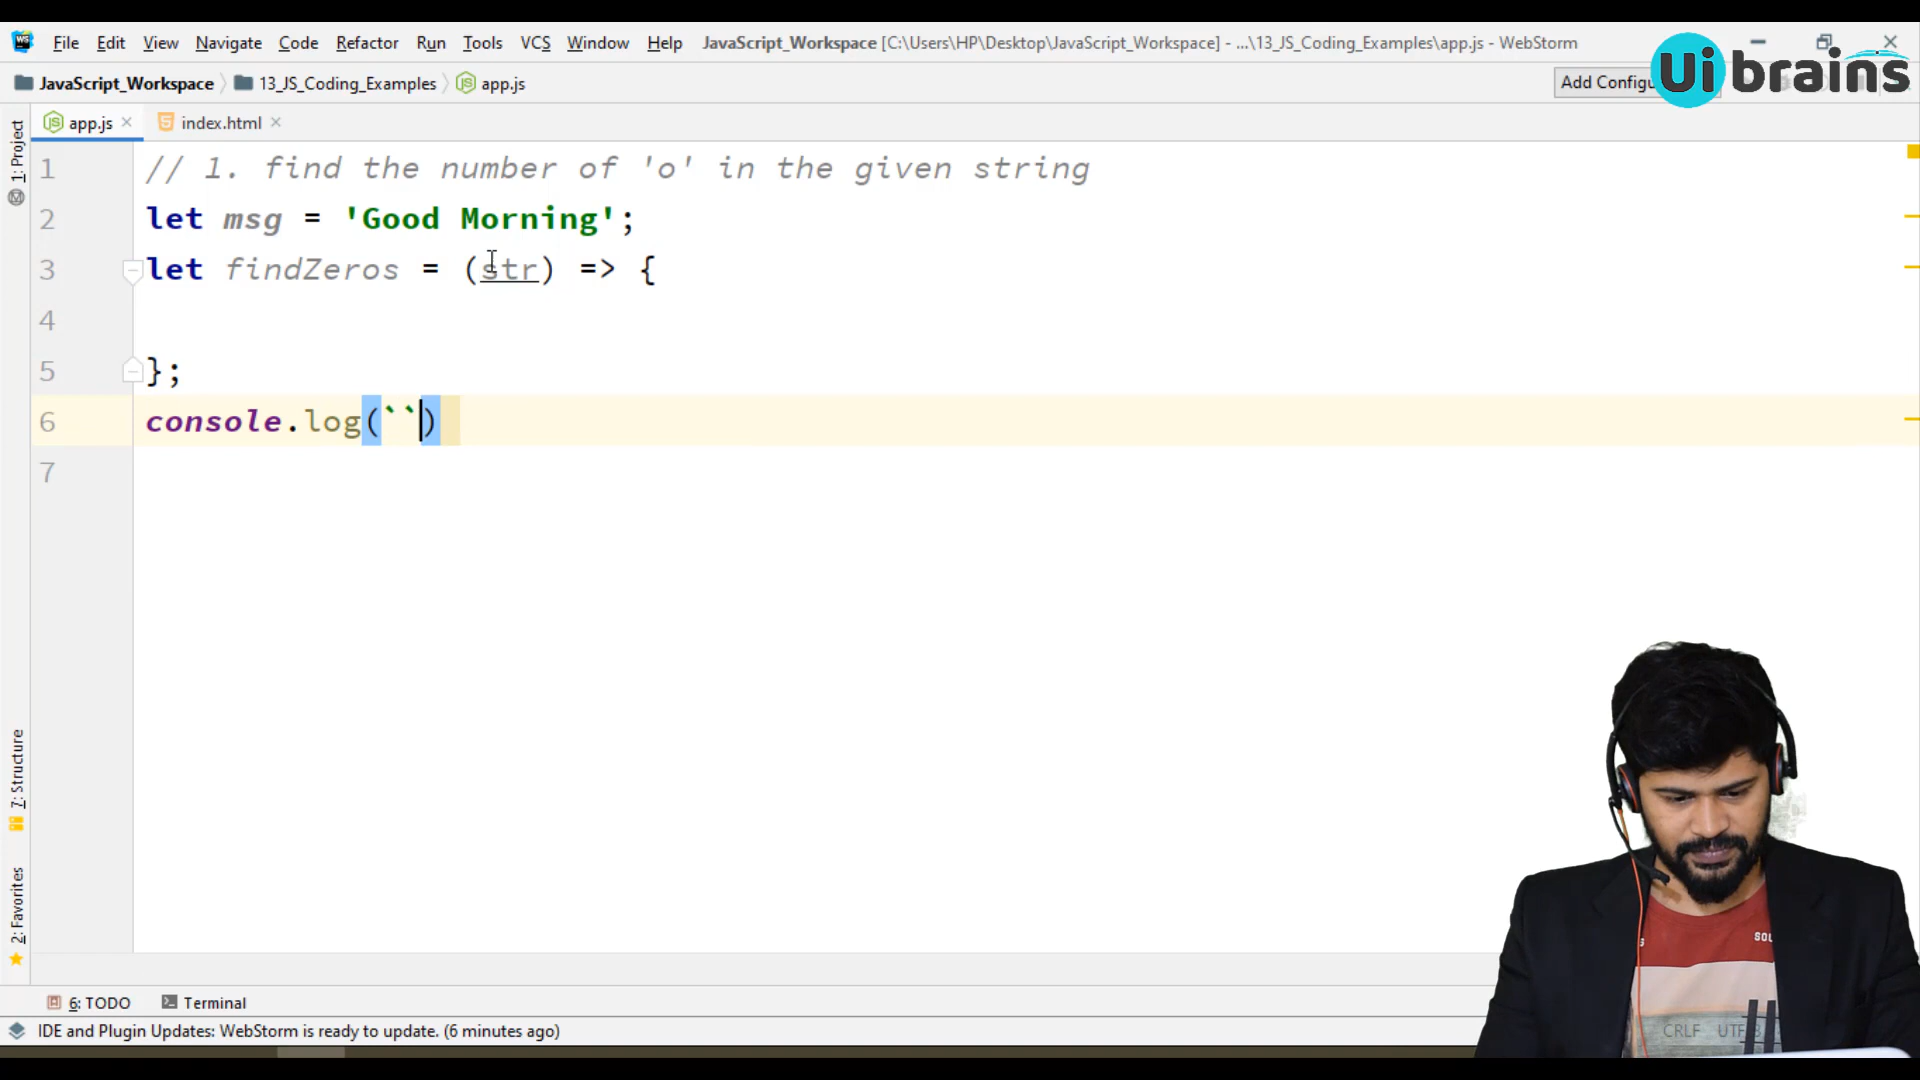 File Edit View Navigate Code Refactor Run Tools VCS Window Help JavaScript_Workspace [C:\Users\HP\Desktop\JavaScript_Workspace] - ...\13_JS_Coding_Examples\app.js - WebStorm
Ui brains
JavaScript_Workspace 13_JS_Coding_Examples app.js Add Configu
app.js index.html
1: Project
1 // 1. find the number of 'o' in the given string
2 let msg = 'Good Morning';
3 let findZeros = (str) => {
4
5 };
6 console.log(``)
7
7: Structure
2: Favorites
SOL
6: TODO Terminal
IDE and Plugin Updates: WebStorm is ready to update. (6 minutes ago)
CRLF